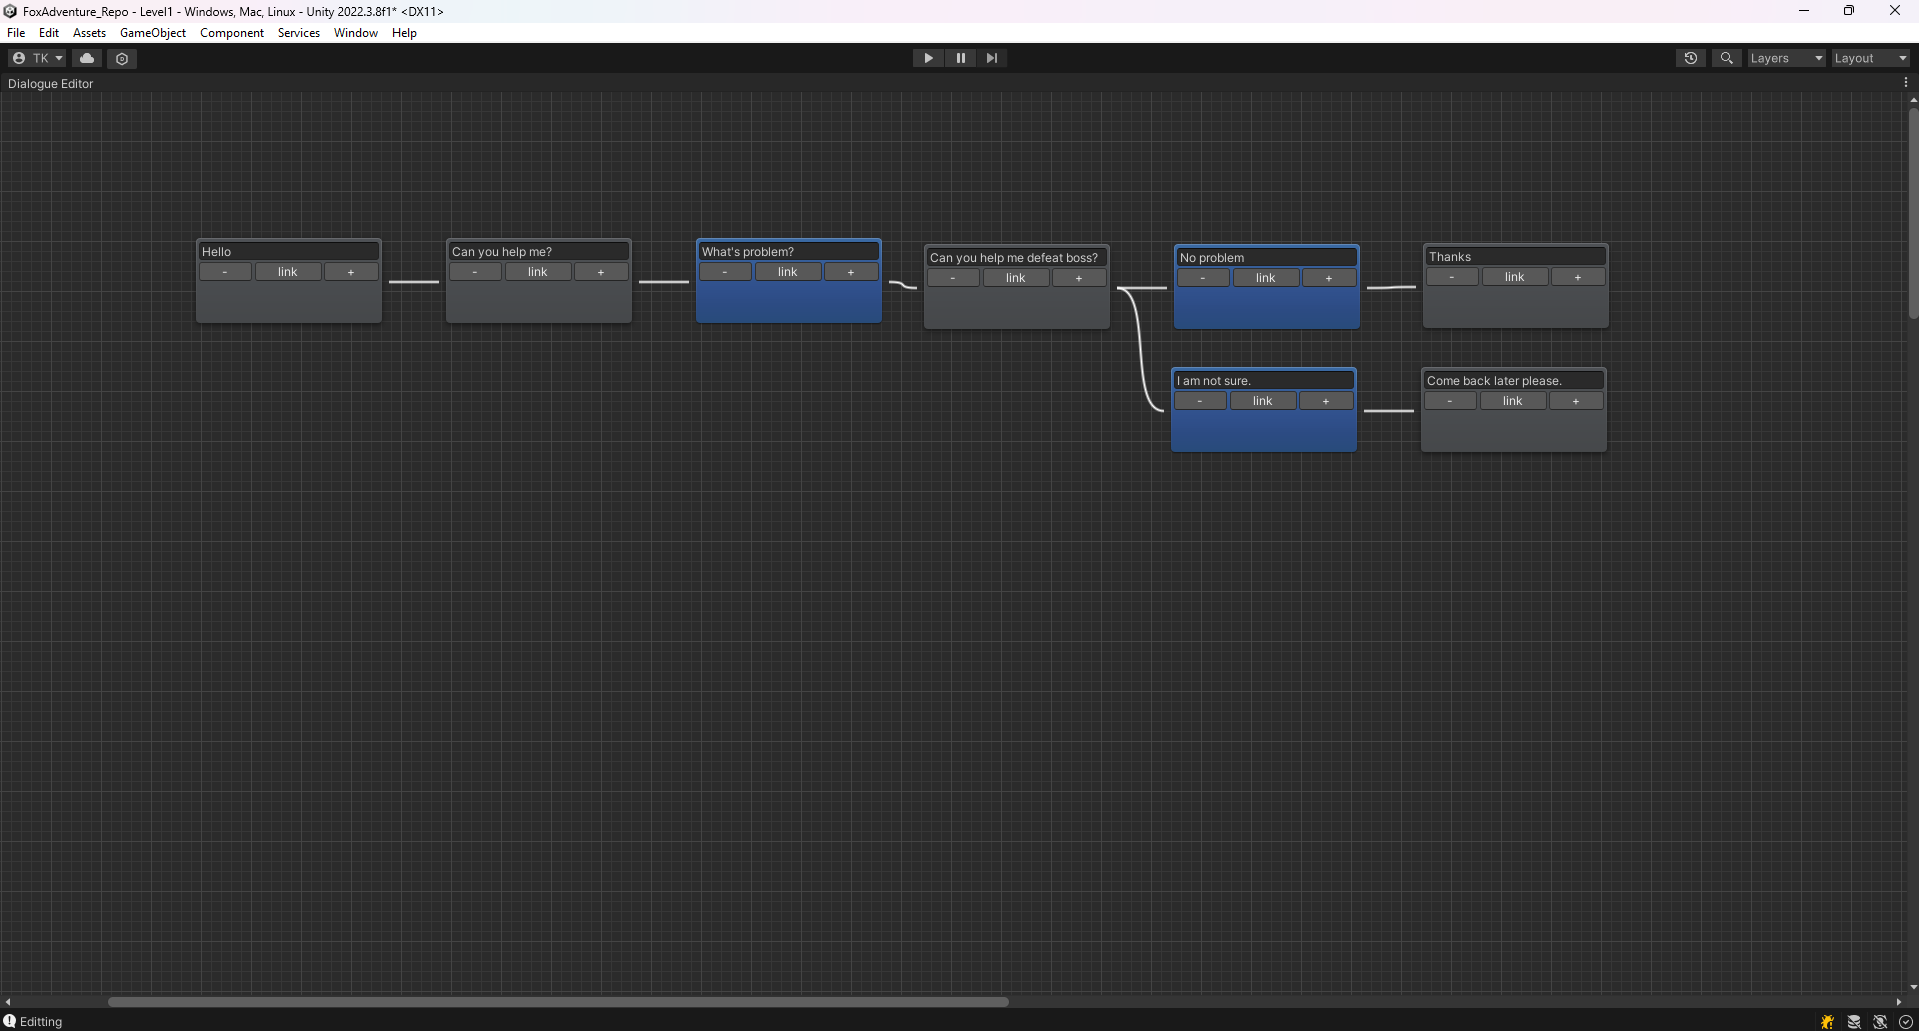 FoxAdventure_Repo - Level1 - Windows, Mac, Linux - Unity 2022.3.8f1* <DX11>
File Edit Assets GameObject Component Services Window Help
TK Layers Layout
Dialogue Editor
Hello
- link +
Can you help me?
- link +
What's problem?
- link +
Can you help me defeat boss?
- link +
No problem
- link +
Thanks
- link +
I am not sure.
- link +
Come back later please.
- link +
Editing